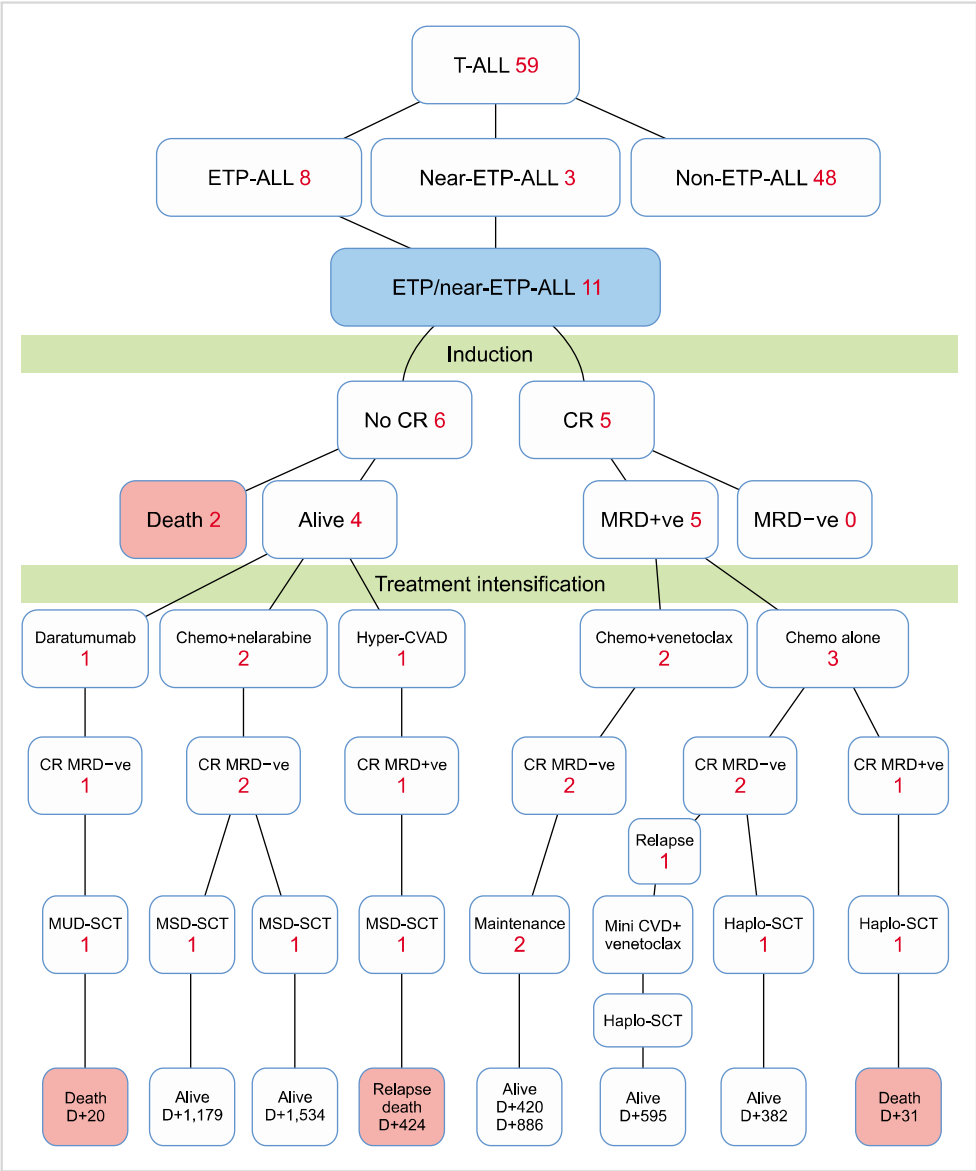 T-ALL 59
ETP-ALL 8
Near-ETP-ALL 3
Non-ETP-ALL 48
ETP/near-ETP-ALL 11
Induction
No CR 6
CR 5
Death 2
Alive 4
MRD+ve 5
MRD−ve 0
Treatment intensification
Daratumumab
1
Chemo+nelarabine
2
Hyper-CVAD
1
Chemo+venetoclax
2
Chemo alone
3
CR MRD−ve
1
CR MRD−ve
2
CR MRD+ve
1
CR MRD−ve
2
CR MRD−ve
2
CR MRD+ve
1
Relapse
1
MUD-SCT
1
MSD-SCT
1
MSD-SCT
1
MSD-SCT
1
Maintenance
2
Mini CVD+
venetoclax
Haplo-SCT
1
Haplo-SCT
1
Haplo-SCT
Death
D+20
Alive
D+1,179
Alive
D+1,534
Relapse
death
D+424
Alive
D+420
D+886
Alive
D+595
Alive
D+382
Death
D+31